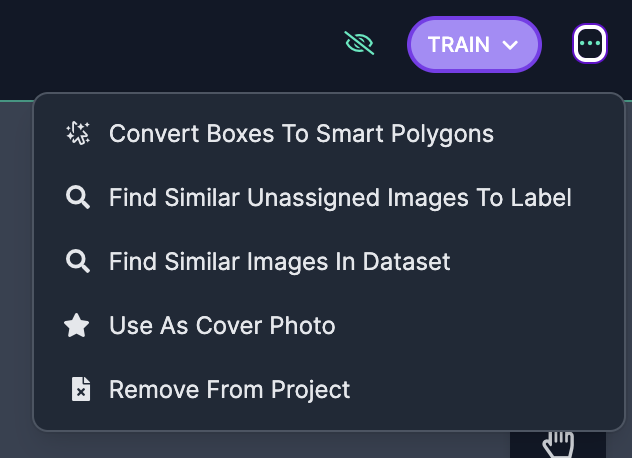 TRAIN
Convert Boxes To Smart Polygons
Find Similar Unassigned Images To Label
Find Similar Images In Dataset
Use As Cover Photo
Remove From Project